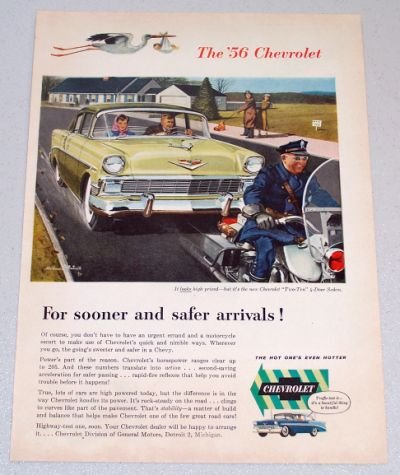 The '56 Chevrolet
It looks high priced—but it's the new Chevrolet "Two-Ten" 4-Door Sedan.
For sooner and safer arrivals!
Of course, you don't have to have an urgent errand and a motorcycle
escort to make use of Chevrolet's quick and nimble ways. Wherever
you go, the going's sweeter and safer in a Chevy.
Power's part of the reason. Chevrolet's horsepower ranges clear up
to 205. And these numbers translate into action . . . second-saving
acceleration for safer passing . . . rapid-fire reflexes that help you avoid
trouble before it happens!
True, lots of cars are high powered today, but the difference is in the
way Chevrolet handles its power. It's rock-steady on the road . . . clings
to curves like part of the pavement. That's stability—a matter of build
and balance that helps make Chevrolet one of the few great road cars!
Highway-test one, soon. Your Chevrolet dealer will be happy to
arrange it. . . . Chevrolet Division of General Motors, Detroit 2, Michigan.
THE HOT ONE'S EVEN HOTTER
CHEVROLET